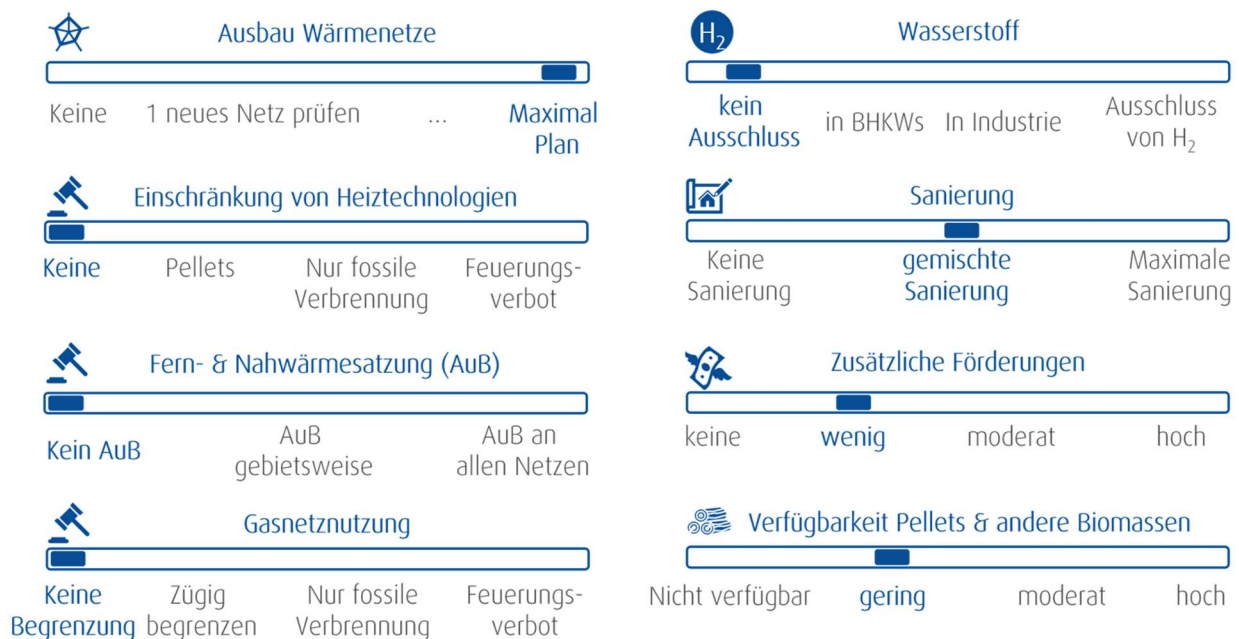 Ausbau Wärmenetze
Keine 1 neues Netz prüfen ... Maximal
Plan
Einschränkung von Heiztechnologien
Keine Pellets Nur fossile Feuerungs-
Verbrennung verbot
Fern- & Nahwärmesatzung (AuB)
Kein AuB AuB AuB an
gebietsweise allen Netzen
Gasnetznutzung
Keine Zügig Nur fossile Feuerungs-
Begrenzung begrenzen Verbrennung verbot
H₂ Wasserstoff
kein in BHKWs In Industrie Ausschluss
Ausschluss von H₂
Sanierung
Keine gemischte Maximale
Sanierung Sanierung Sanierung
Zusätzliche Förderungen
keine wenig moderat hoch
Verfügbarkeit Pellets & andere Biomassen
Nicht verfügbar gering moderat hoch